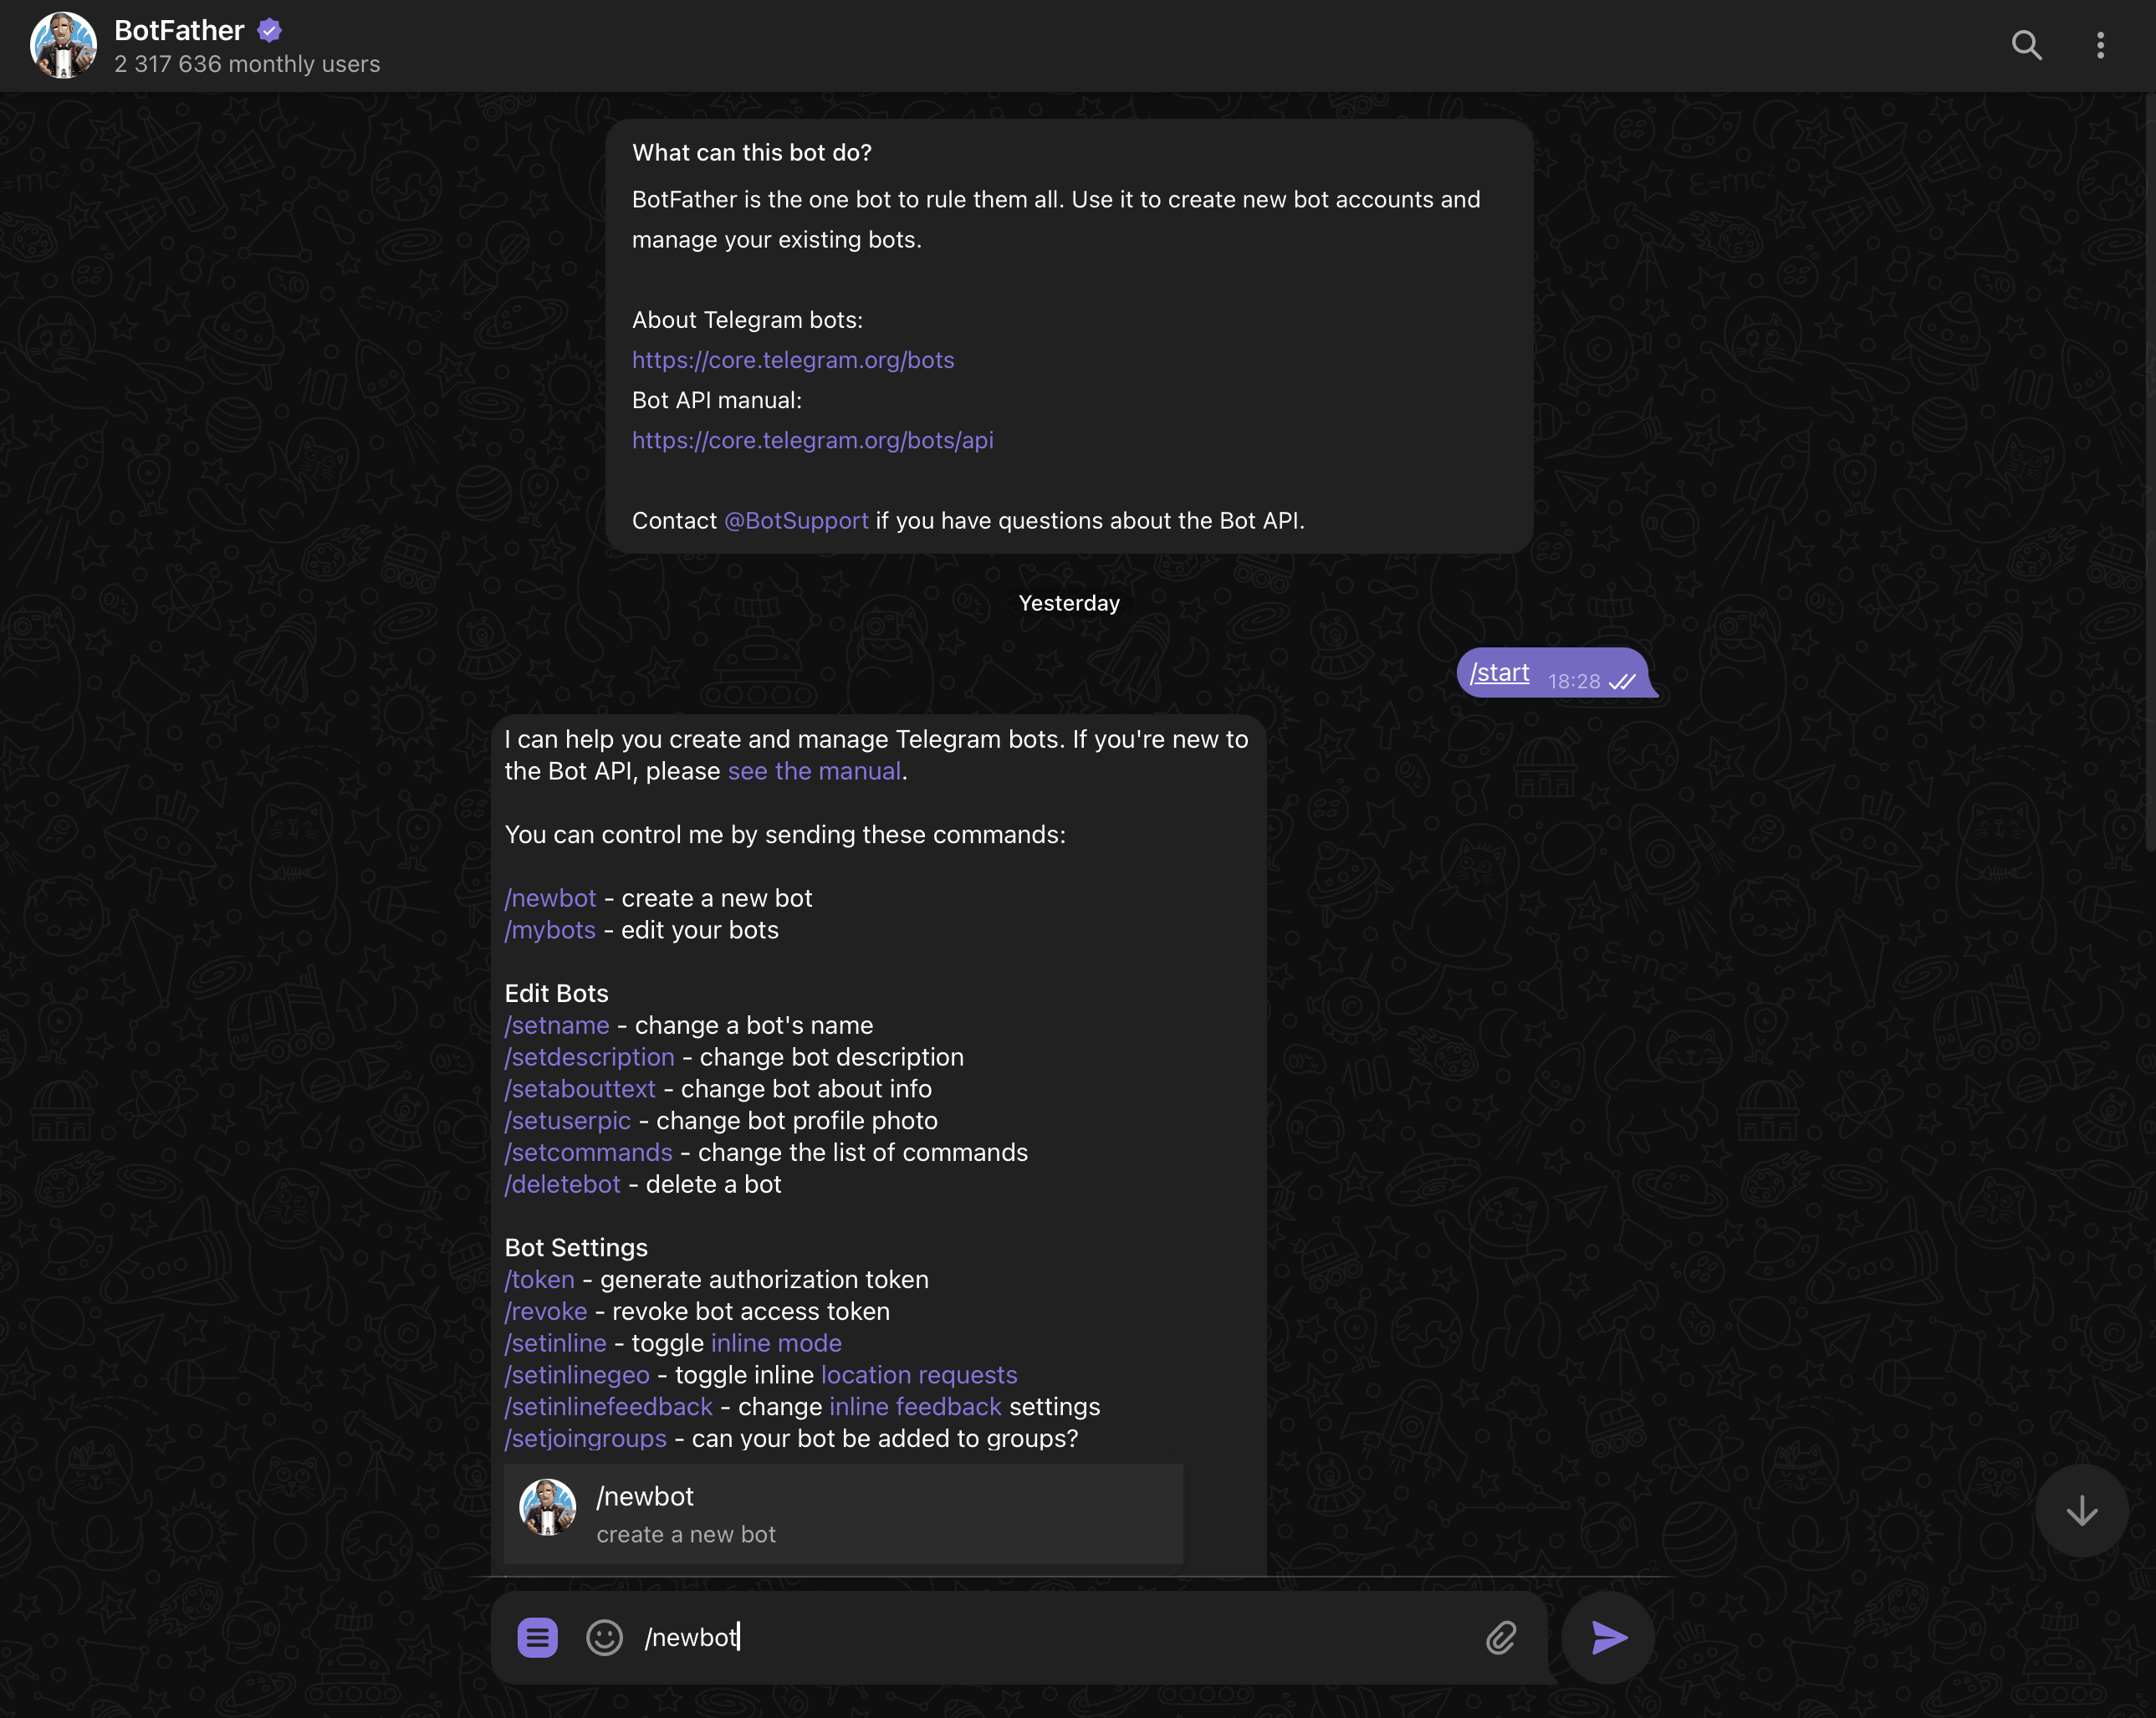 BotFather
2 317 636 monthly users
What can this bot do?
BotFather is the one bot to rule them all. Use it to create new bot accounts and
manage your existing bots.
About Telegram bots:
https://core.telegram.org/bots
Bot API manual:
https://core.telegram.org/bots/api
Contact @BotSupport if you have questions about the Bot API.
Yesterday
/start 18:28
I can help you create and manage Telegram bots. If you're new to
the Bot API, please see the manual.
You can control me by sending these commands:
/newbot - create a new bot
/mybots - edit your bots
Edit Bots
/setname - change a bot's name
/setdescription - change bot description
/setabouttext - change bot about info
/setuserpic - change bot profile photo
/setcommands - change the list of commands
/deletebot - delete a bot
Bot Settings
/token - generate authorization token
/revoke - revoke bot access token
/setinline - toggle inline mode
/setinlinegeo - toggle inline location requests
/setinlinefeedback - change inline feedback settings
/setjoingroups - can your bot be added to groups?
/newbot
create a new bot
/newbot